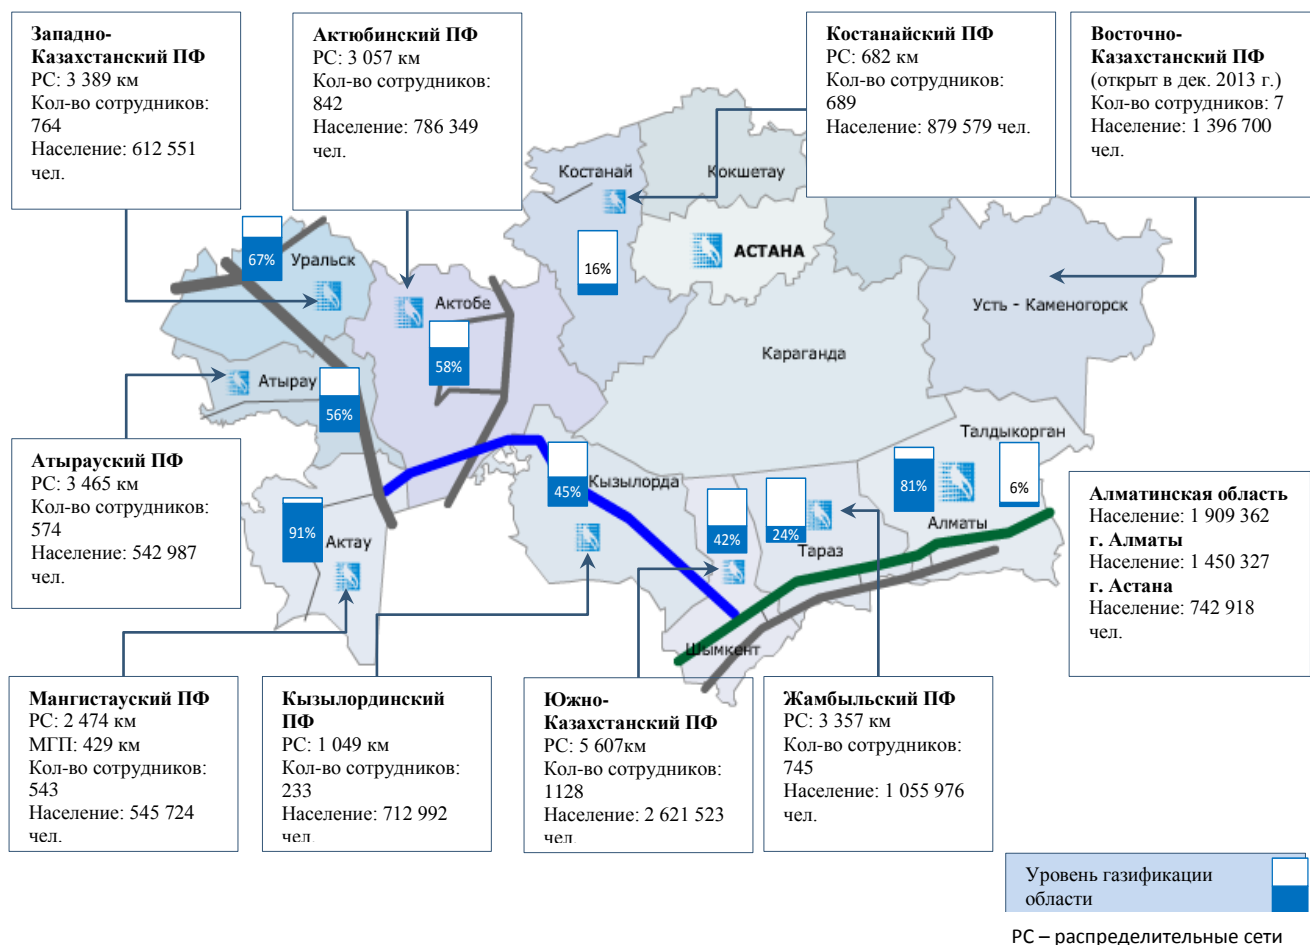 Западно-
Казахстанский ПФ
РС: 3 389 км
Кол-во сотрудников:
764
Население: 612 551
чел.
Актюбинский ПФ
РС: 3 057 км
Кол-во сотрудников:
842
Население: 786 349
чел.
Костанайский ПФ
РС: 682 км
Кол-во сотрудников:
689
Население: 879 579 чел.
Восточно-
Казахстанский ПФ
(открыт в дек. 2013 г.)
Кол-во сотрудников: 7
Население: 1 396 700
чел.
Костанай
Кокшетау
16%
АСТАНА
67%
Уральск
Актобе
58%
Усть - Каменогорск
Караганда
Атырау
56%
Талдыкорган
Кызылорда
45%
81%
6%
Алматы
42%
24%
Тараз
91%
Актау
Шымкент
Атырауский ПФ
РС: 3 465 км
Кол-во сотрудников:
574
Население: 542 987
чел.
Алматинская область
Население: 1 909 362
г. Алматы
Население: 1 450 327
г. Астана
Население: 742 918
чел.
Мангистауский ПФ
РС: 2 474 км
МГП: 429 км
Кол-во сотрудников:
543
Население: 545 724
чел.
Кызылординский
ПФ
РС: 1 049 км
Кол-во сотрудников:
233
Население: 712 992
чел.
Южно-
Казахстанский ПФ
РС: 5 607км
Кол-во сотрудников:
1128
Население: 2 621 523
чел.
Жамбыльский ПФ
РС: 3 357 км
Кол-во сотрудников:
745
Население: 1 055 976
чел.
Уровень газификации
области
РС – распределительные сети